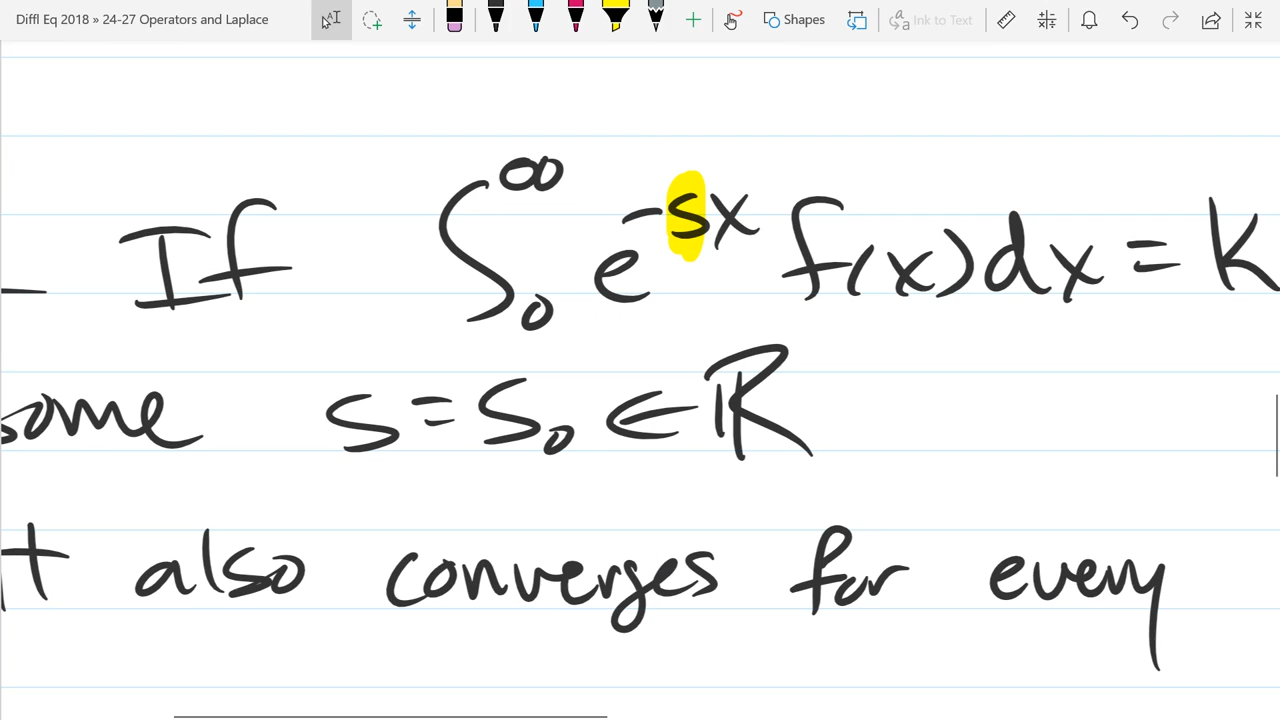 Diffl Eq 2018 » 24-27 Operators and Laplace Shapes Ink to Text
If ∫₀^∞ e^{-sx} f(x)dx = K
some s = s₀ ∈ ℝ
t also converges for every